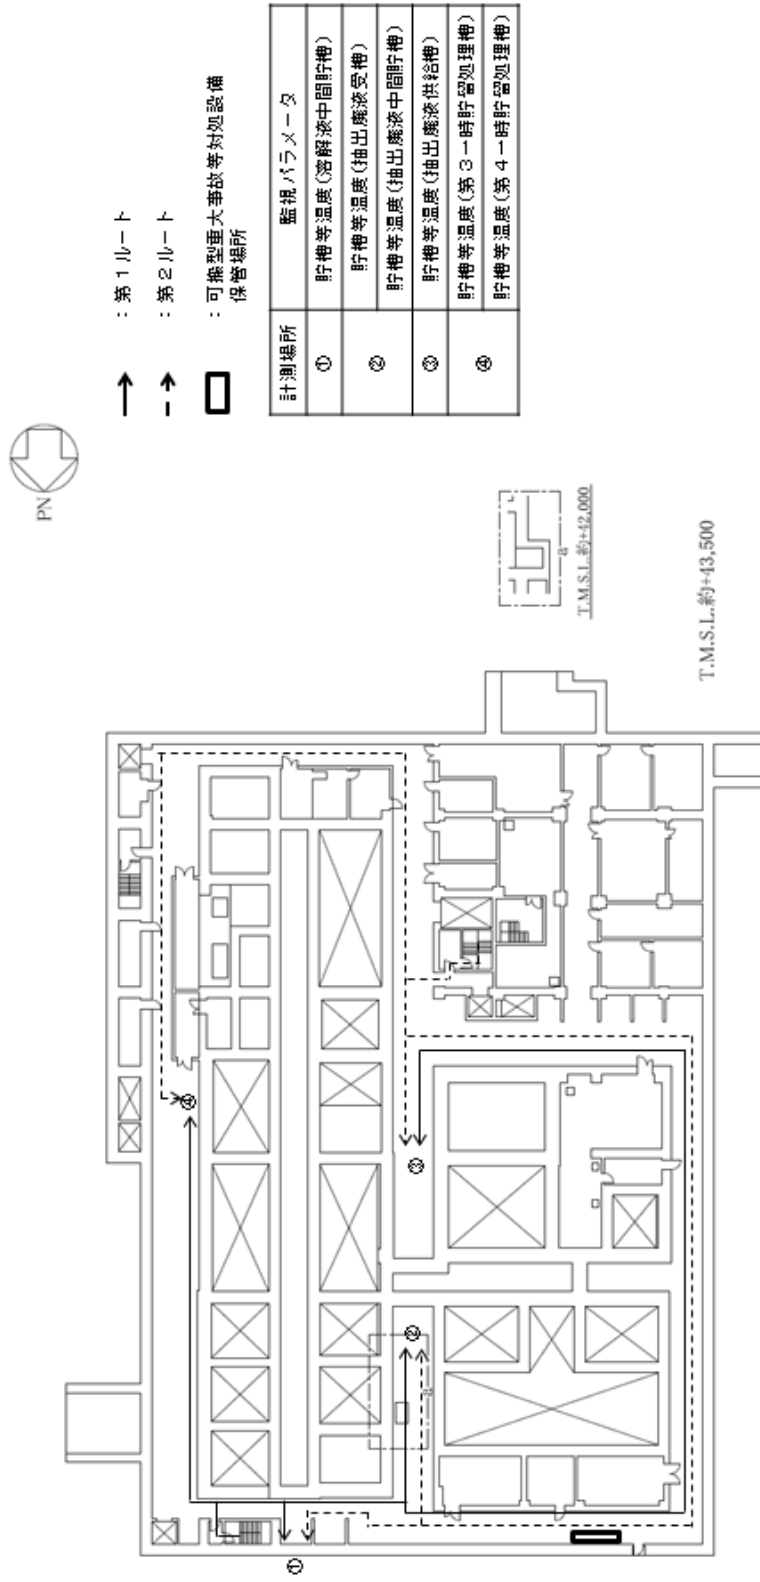 PN
：第１ルート
：第２ルート
：可搬型重大事故等対処設備
保管場所
計測場所 監視パラメータ
① 貯槽等温度(溶解液中間貯槽)
② 貯槽等温度(抽出廃液受槽)
貯槽等温度(抽出廃液中間貯槽)
③ 貯槽等温度(抽出廃液供給槽)
④ 貯槽等温度(第３一時貯留処理槽)
貯槽等温度(第４一時貯留処理槽)
a
T.M.S.L.約+42,000
T.M.S.L.約+43,500
④
③
②
a
①